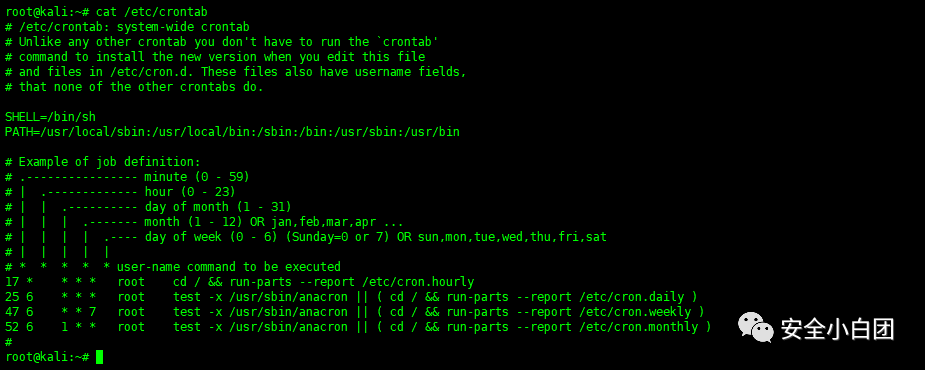 root@kali:~# cat /etc/crontab
# /etc/crontab: system-wide crontab
# Unlike any other crontab you don't have to run the `crontab'
# command to install the new version when you edit this file
# and files in /etc/cron.d. These files also have username fields,
# that none of the other crontabs do.

SHELL=/bin/sh
PATH=/usr/local/sbin:/usr/local/bin:/sbin:/bin:/usr/sbin:/usr/bin

# Example of job definition:
# .---------------- minute (0 - 59)
# |  .------------- hour (0 - 23)
# |  |  .---------- day of month (1 - 31)
# |  |  |  .------- month (1 - 12) OR jan,feb,mar,apr ...
# |  |  |  |  .---- day of week (0 - 6) (Sunday=0 or 7) OR sun,mon,tue,wed,thu,fri,sat
# |  |  |  |  |
# *  *  *  *  * user-name command to be executed
17 *    * * *   root    cd / && run-parts --report /etc/cron.hourly
25 6    * * *   root    test -x /usr/sbin/anacron || ( cd / && run-parts --report /etc/cron.daily )
47 6    * * 7   root    test -x /usr/sbin/anacron || ( cd / && run-parts --report /etc/cron.weekly )
52 6    1 * *   root    test -x /usr/sbin/anacron || ( cd / && run-parts --report /etc/cron.monthly )
#
root@kali:~#
安全小白团